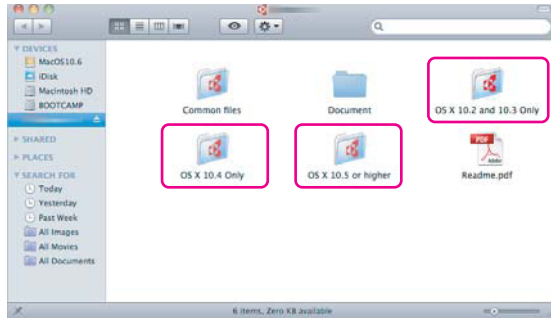 DEVICES
MacOS10.6
iDisk
Macintosh HD
BOOTCAMP
SHARED
PLACES
SEARCH FOR
Today
Yesterday
Past Week
All Images
All Movies
All Documents
Common files
Document
OS X 10.2 and 10.3 Only
OS X 10.4 Only
OS X 10.5 or higher
PDF
Adobe
Readme.pdf
6 items, Zero KB available